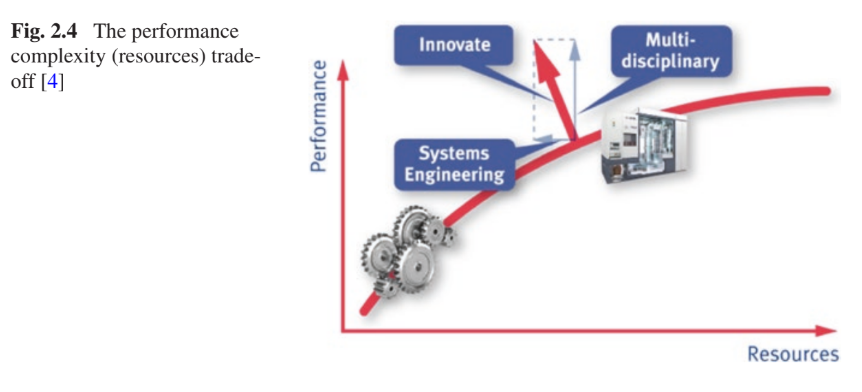 Fig. 2.4 The performance
complexity (resources) trade-
off [4]
Innovate
Multi-
disciplinary
Performance
Systems
Engineering
Resources